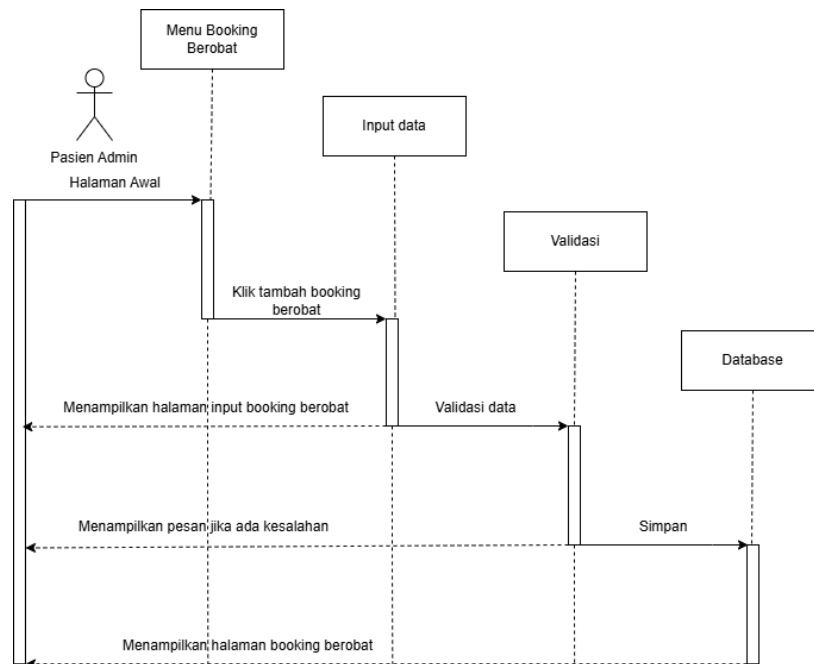 Menu Booking
Berobat
Input data
Pasien Admin
Halaman Awal
Validasi
Klik tambah booking
berobat
Database
Menampilkan halaman input booking berobat
Validasi data
Menampilkan pesan jika ada kesalahan
Simpan
Menampilkan halaman booking berobat